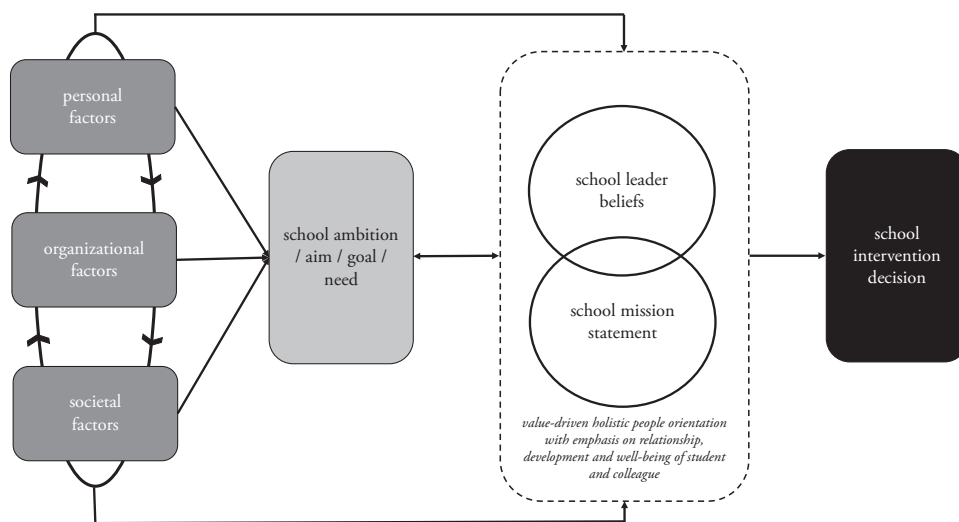 personal
factors
organizational
factors
societal
factors
school ambition
/ aim / goal /
need
school leader
beliefs
school mission
statement
value-driven holistic people orientation
with emphasis on relationship,
development and well-being of student
and colleague
school
intervention
decision